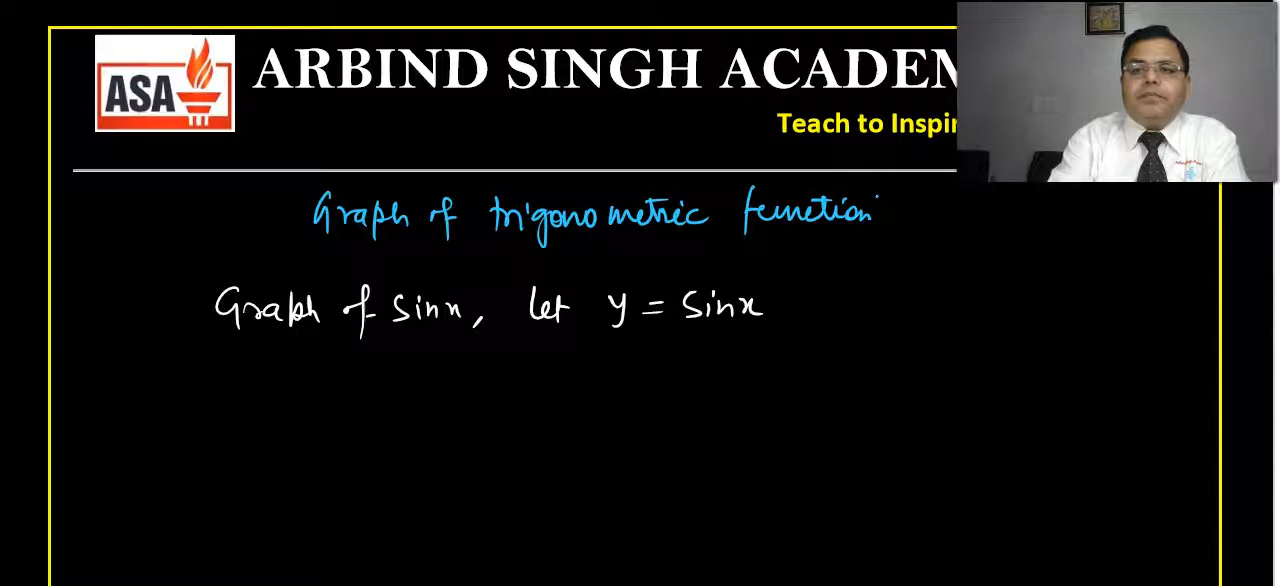 ASA
ARBIND SINGH ACADEM
Teach to Inspir
Graph of trigonometric function
Graph of sinx, let y = sinx